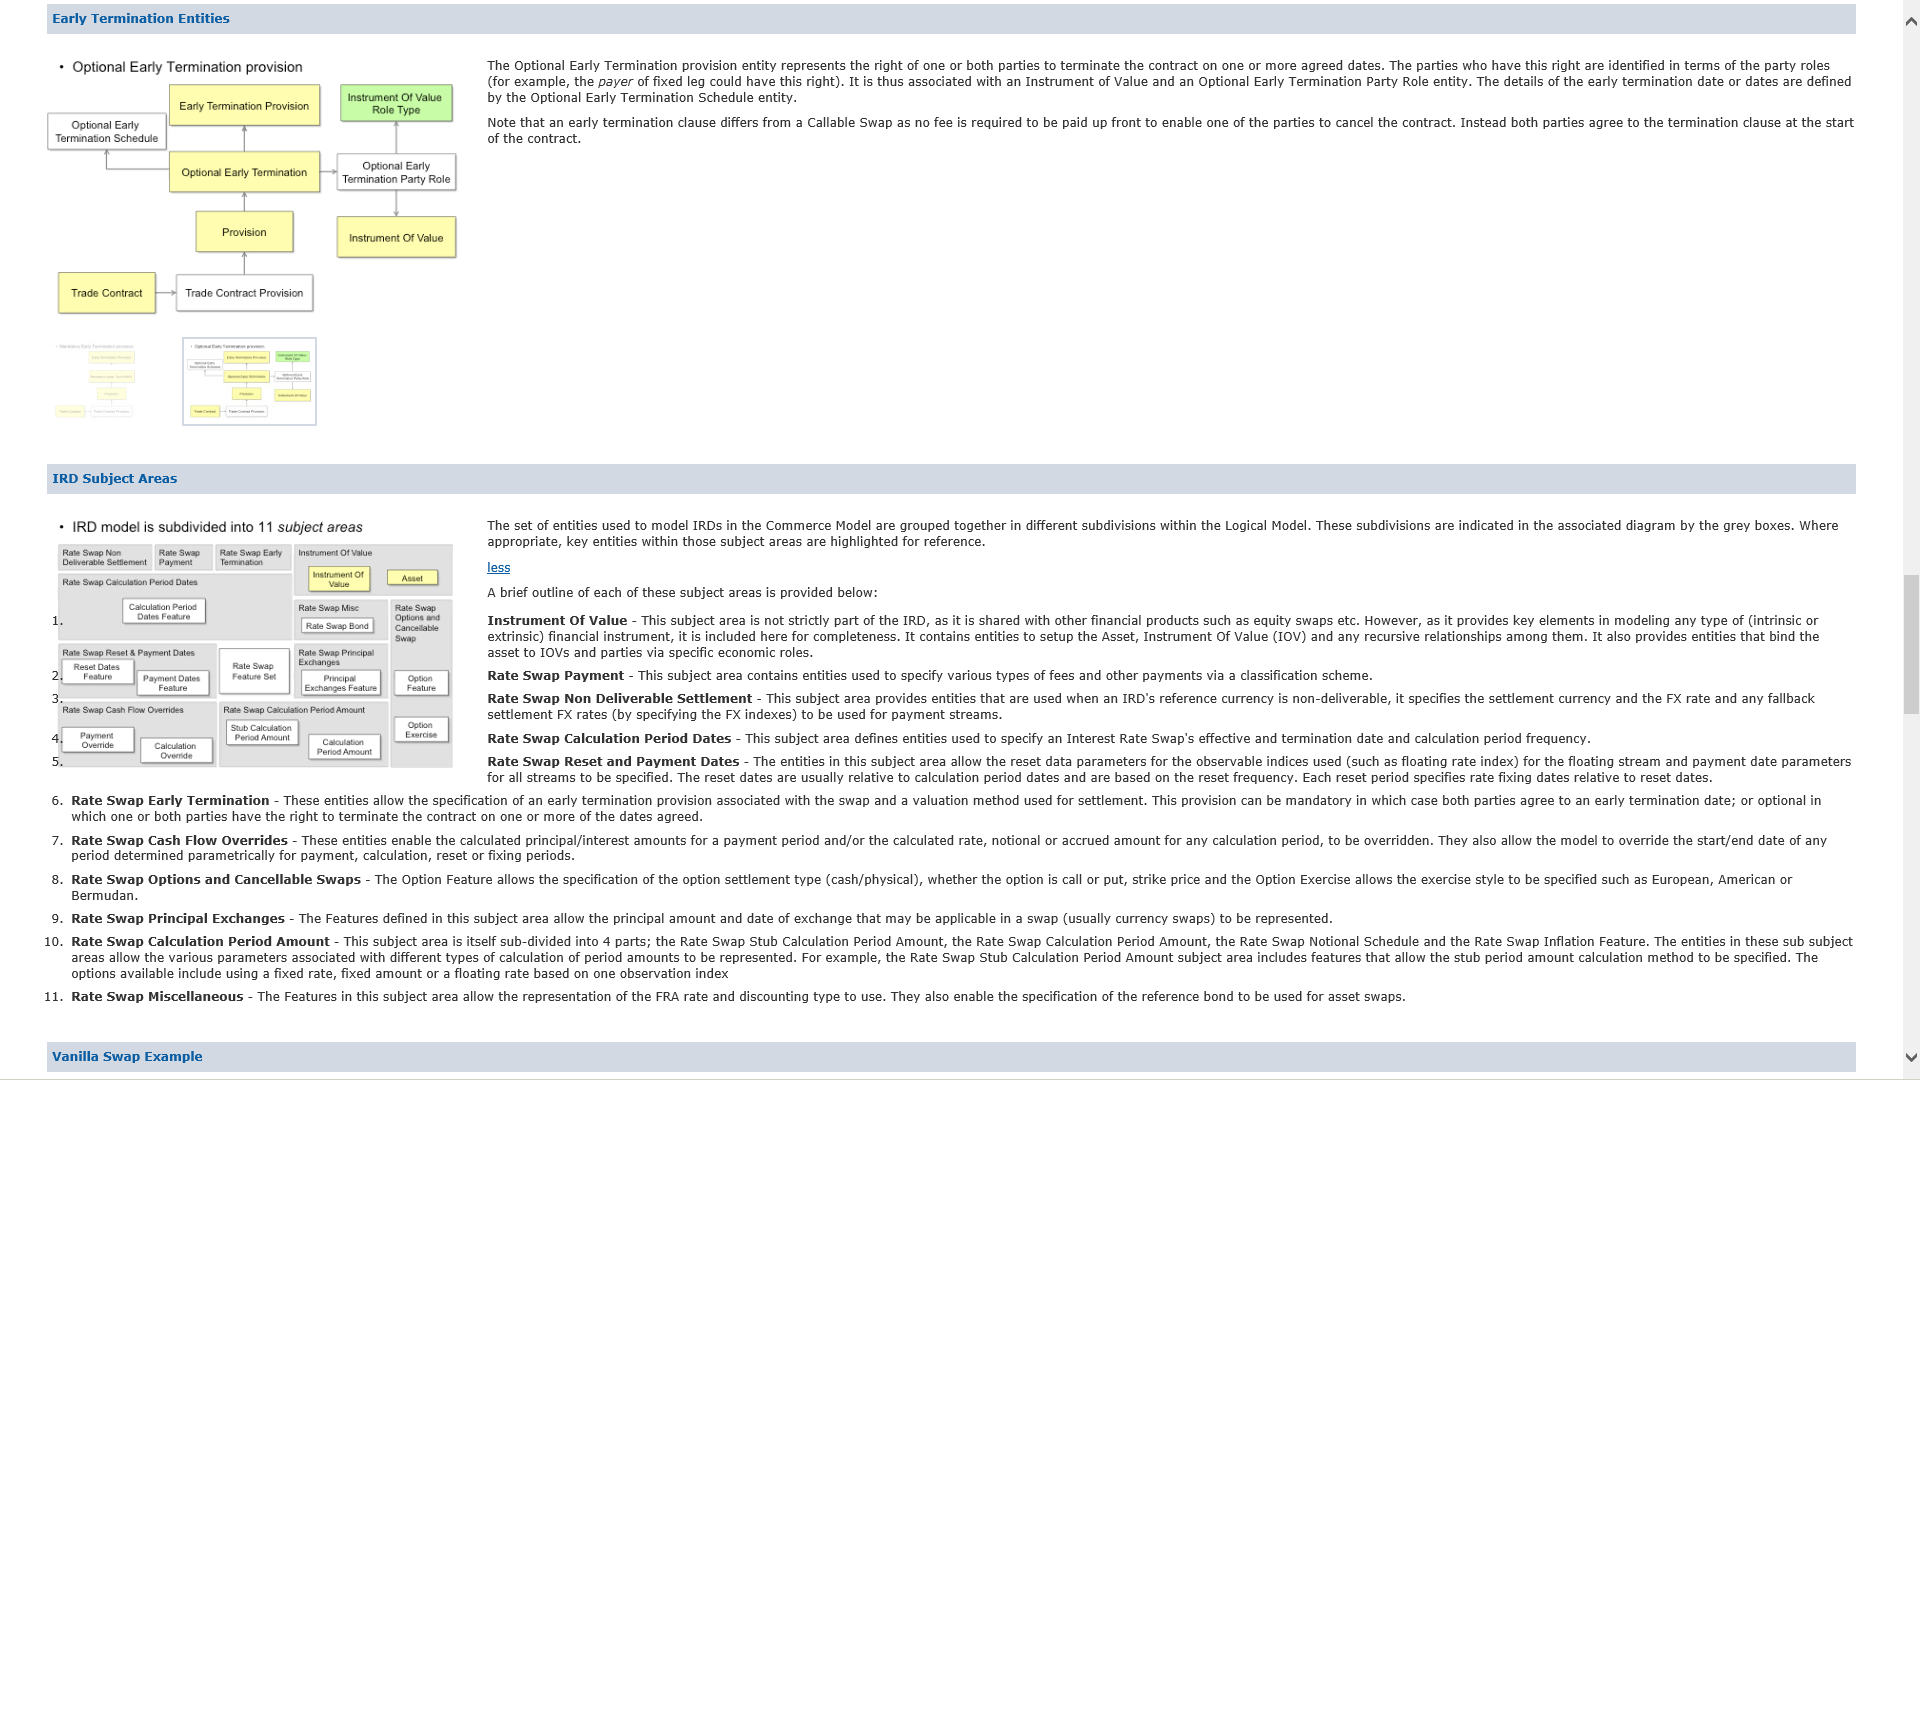 Early Termination Entities
• Optional Early Termination provision
Early Termination Provision
Instrument Of Value
Role Type
Optional Early
Termination Schedule
Optional Early Termination
Optional Early
Termination Party Role
Provision
Instrument Of Value
Trade Contract
Trade Contract Provision
The Optional Early Termination provision entity represents the right of one or both parties to terminate the contract on one or more agreed dates. The parties who have this right are identified in terms of the party roles
(for example, the payer of fixed leg could have this right). It is thus associated with an Instrument of Value and an Optional Early Termination Party Role entity. The details of the early termination date or dates are defined
by the Optional Early Termination Schedule entity.
Note that an early termination clause differs from a Callable Swap as no fee is required to be paid up front to enable one of the parties to cancel the contract. Instead both parties agree to the termination clause at the start
of the contract.
• Mandatory Early Termination provision
Early Termination Provision
Provision
Trade Contract
Trade Contract Provision
• Optional Early Termination provision
Early Termination Provision
Instrument Of Value
Role Type
Optional Early
Termination Schedule
Optional Early Termination
Optional Early
Termination Party Role
Provision
Instrument Of Value
Trade Contract
Trade Contract Provision
IRD Subject Areas
• IRD model is subdivided into 11 subject areas
Rate Swap Non
Deliverable Settlement
Rate Swap
Payment
Rate Swap Early
Termination
Instrument Of Value
Instrument Of
Value
Asset
Rate Swap Calculation Period Dates
Calculation Period
Dates Feature
Rate Swap Misc
Rate Swap Bond
Rate Swap
Options and
Cancellable
Swap
Rate Swap Reset & Payment Dates
Reset Dates
Feature
Payment Dates
Feature
Rate Swap
Feature Set
Rate Swap Principal
Exchanges
Principal
Exchanges Feature
Option
Feature
Rate Swap Cash Flow Overrides
Payment
Override
Calculation
Override
Rate Swap Calculation Period Amount
Stub Calculation
Period Amount
Calculation
Period Amount
Option
Exercise
The set of entities used to model IRDs in the Commerce Model are grouped together in different subdivisions within the Logical Model. These subdivisions are indicated in the associated diagram by the grey boxes. Where
appropriate, key entities within those subject areas are highlighted for reference.
less
A brief outline of each of these subject areas is provided below:
1. Instrument Of Value - This subject area is not strictly part of the IRD, as it is shared with other financial products such as equity swaps etc. However, as it provides key elements in modeling any type of (intrinsic or
extrinsic) financial instrument, it is included here for completeness. It contains entities to setup the Asset, Instrument Of Value (IOV) and any recursive relationships among them. It also provides entities that bind the
asset to IOVs and parties via specific economic roles.
2. Rate Swap Payment - This subject area contains entities used to specify various types of fees and other payments via a classification scheme.
3. Rate Swap Non Deliverable Settlement - This subject area provides entities that are used when an IRD's reference currency is non-deliverable, it specifies the settlement currency and the FX rate and any fallback
settlement FX rates (by specifying the FX indexes) to be used for payment streams.
4. Rate Swap Calculation Period Dates - This subject area defines entities used to specify an Interest Rate Swap's effective and termination date and calculation period frequency.
5. Rate Swap Reset and Payment Dates - The entities in this subject area allow the reset data parameters for the observable indices used (such as floating rate index) for the floating stream and payment date parameters
for all streams to be specified. The reset dates are usually relative to calculation period dates and are based on the reset frequency. Each reset period specifies rate fixing dates relative to reset dates.
6. Rate Swap Early Termination - These entities allow the specification of an early termination provision associated with the swap and a valuation method used for settlement. This provision can be mandatory in which case both parties agree to an early termination date; or optional in
which one or both parties have the right to terminate the contract on one or more of the dates agreed.
7. Rate Swap Cash Flow Overrides - These entities enable the calculated principal/interest amounts for a payment period and/or the calculated rate, notional or accrued amount for any calculation period, to be overridden. They also allow the model to override the start/end date of any
period determined parametrically for payment, calculation, reset or fixing periods.
8. Rate Swap Options and Cancellable Swaps - The Option Feature allows the specification of the option settlement type (cash/physical), whether the option is call or put, strike price and the Option Exercise allows the exercise style to be specified such as European, American or
Bermudan.
9. Rate Swap Principal Exchanges - The Features defined in this subject area allow the principal amount and date of exchange that may be applicable in a swap (usually currency swaps) to be represented.
10. Rate Swap Calculation Period Amount - This subject area is itself sub-divided into 4 parts; the Rate Swap Stub Calculation Period Amount, the Rate Swap Calculation Period Amount, the Rate Swap Notional Schedule and the Rate Swap Inflation Feature. The entities in these sub subject
areas allow the various parameters associated with different types of calculation of period amounts to be represented. For example, the Rate Swap Stub Calculation Period Amount subject area includes features that allow the stub period amount calculation method to be specified. The
options available include using a fixed rate, fixed amount or a floating rate based on one observation index
11. Rate Swap Miscellaneous - The Features in this subject area allow the representation of the FRA rate and discounting type to use. They also enable the specification of the reference bond to be used for asset swaps.
Vanilla Swap Example